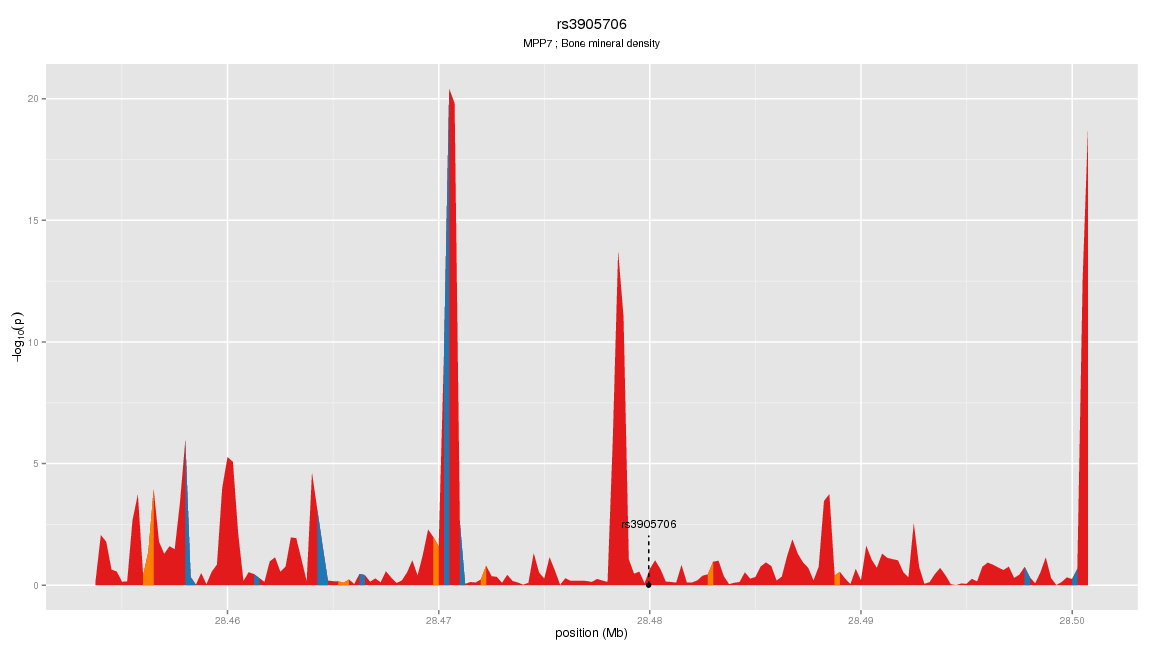 rs3905706
MPP7 ; Bone mineral density
20
15
10
5
0
−log10(p)
rs3905706
28.46
28.47
28.48
28.49
28.50
position (Mb)